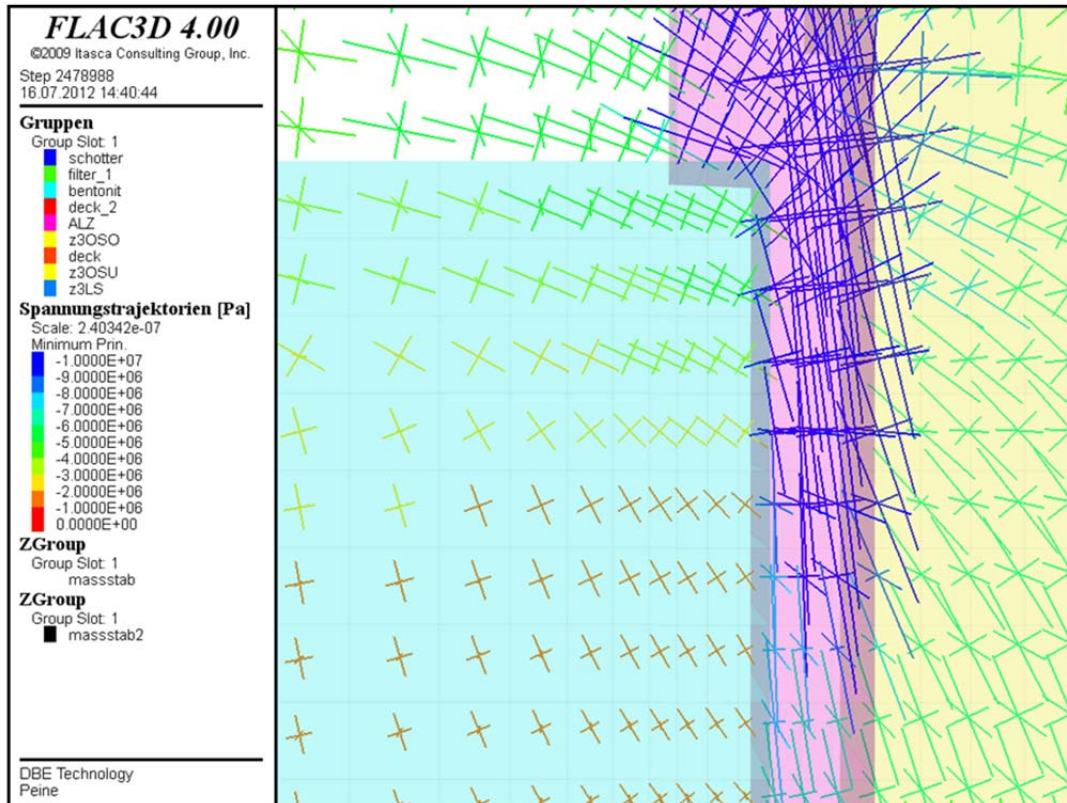 FLAC3D 4.00
©2009 Itasca Consulting Group, Inc.
Step 2478988
16.07.2012 14:40:44
Gruppen
Group Slot: 1
schotter
filter_1
bentonit
deck_2
ALZ
z3OSO
deck
z3OSU
z3LS
Spannungstrajektorien [Pa]
Scale: 2.40342e-07
Minimum Prin.
-1.0000E+07
-9.0000E+06
-8.0000E+06
-7.0000E+06
-6.0000E+06
-5.0000E+06
-4.0000E+06
-3.0000E+06
-2.0000E+06
-1.0000E+06
0.0000E+00
ZGroup
Group Slot: 1
massstab
ZGroup
Group Slot: 1
massstab2
DBE Technology
Peine